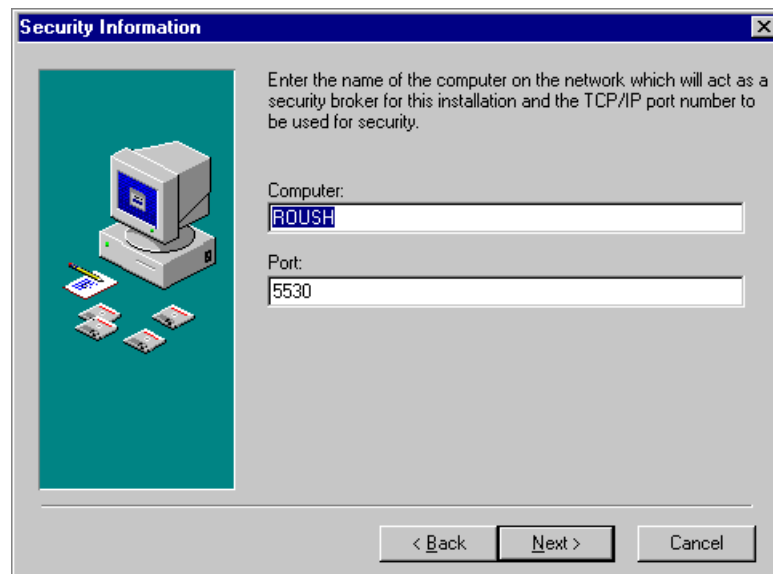 Security Information
Enter the name of the computer on the network which will act as a
security broker for this installation and the TCP/IP port number to
be used for security.
Computer:
ROUSH
Port:
5530
< Back
Next >
Cancel